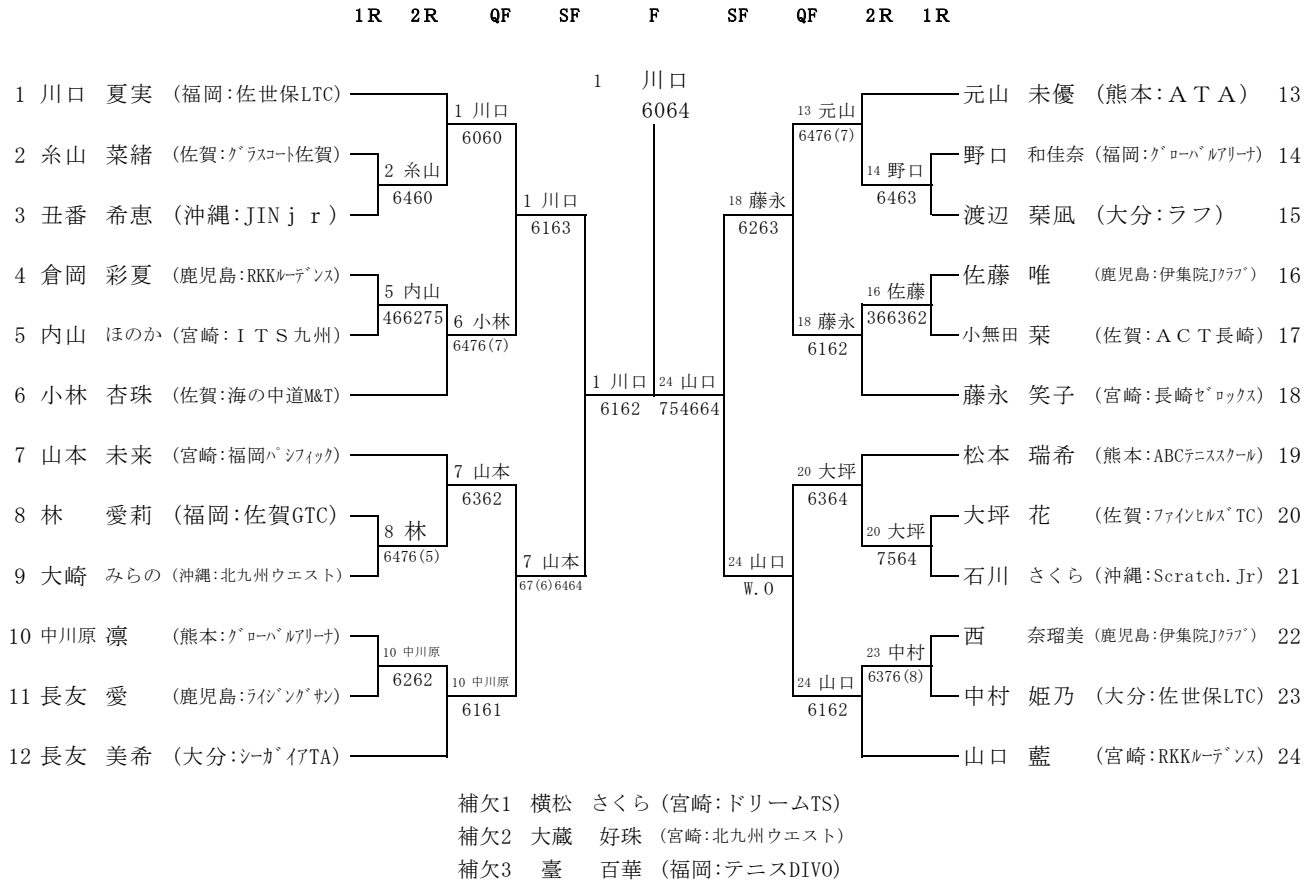 1R 2R QF SF F SF QF 2R 1R
1 川口
6064
1 川口 夏実 (福岡:佐世保LTC)
1 川口
6060
2 糸山 菜緒 (佐賀:グラスコート佐賀)
2 糸山
6460
3 丑番 希恵 (沖縄:JINjr)
1 川口
6163
4 倉岡 彩夏 (鹿児島:RKKルーデンス)
5 内山
466275
5 内山 ほのか (宮崎:ITS九州)
6 小林
6476(7)
6 小林 杏珠 (佐賀:海の中道M&T)
1 川口
6162
7 山本 未来 (宮崎:福岡パシフィック)
7 山本
6362
8 林 愛莉 (福岡:佐賀GTC)
8 林
6476(5)
9 大崎 みらの (沖縄:北九州ウエスト)
7 山本
67(6)6464
10 中川原 凛 (熊本:グローバルアリーナ)
10 中川原
6262
11 長友 愛 (鹿児島:ライジングサン)
10 中川原
6161
12 長友 美希 (大分:シーガイアTA)
元山 未優 (熊本:ATA) 13
13 元山
6476(7)
野口 和佳奈 (福岡:グローバルアリーナ) 14
14 野口
6463
渡辺 栞凪 (大分:ラフ) 15
18 藤永
6263
佐藤 唯 (鹿児島:伊集院Jクラブ) 16
16 佐藤
366362
小無田 栞 (佐賀:ACT長崎) 17
18 藤永
6162
藤永 笑子 (宮崎:長崎ゼロックス) 18
24 山口
754664
松本 瑞希 (熊本:ABCテニススクール) 19
20 大坪
6364
大坪 花 (佐賀:ファインヒルズTC) 20
20 大坪
7564
石川 さくら (沖縄:Scratch.Jr) 21
24 山口
W.O
西 奈瑠美 (鹿児島:伊集院Jクラブ) 22
23 中村
6376(8)
中村 姫乃 (大分:佐世保LTC) 23
24 山口
6162
山口 藍 (宮崎:RKKルーデンス) 24
補欠1 横松 さくら (宮崎:ドリームTS)
補欠2 大蔵 好珠 (宮崎:北九州ウエスト)
補欠3 臺 百華 (福岡:テニスDIVO)